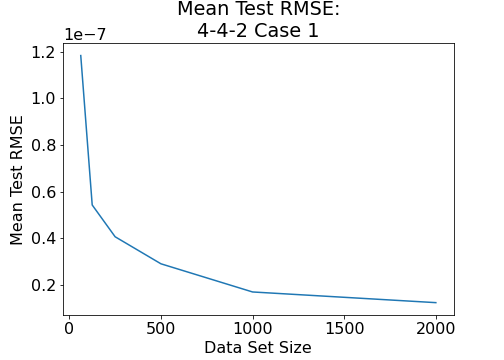 Mean Test RMSE:
4-4-2 Case 1
1e−7
1.2
1.0
0.8
0.6
0.4
0.2
Mean Test RMSE
0 500 1000 1500 2000
Data Set Size